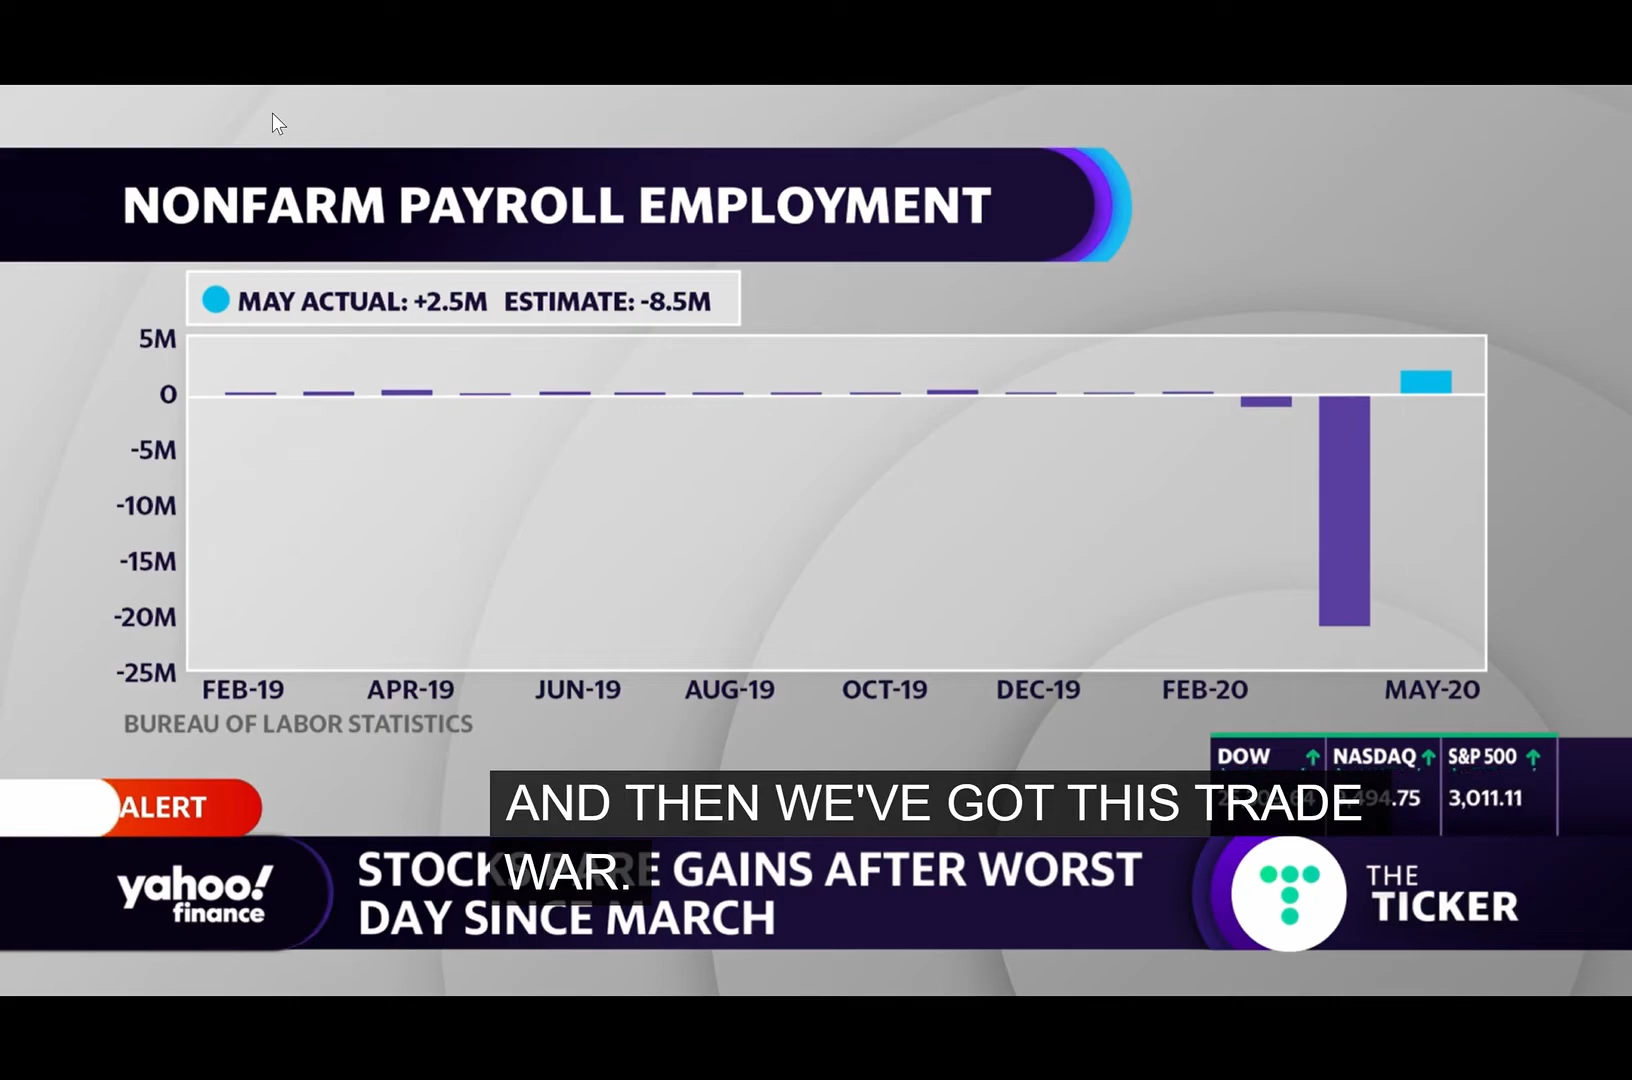 NONFARM PAYROLL EMPLOYMENT
MAY ACTUAL: +2.5M ESTIMATE: -8.5M
5M
0
-5M
-10M
-15M
-20M
-25M
FEB-19 APR-19 JUN-19 AUG-19 OCT-19 DEC-19 FEB-20 MAY-20
BUREAU OF LABOR STATISTICS
DOW NASDAQ S&P 500
3,011.11
ALERT
AND THEN WE'VE GOT THIS TRADE
WAR.
yahoo!
finance
GAINS AFTER WORST
DAY SINCE MARCH
THE
TICKER